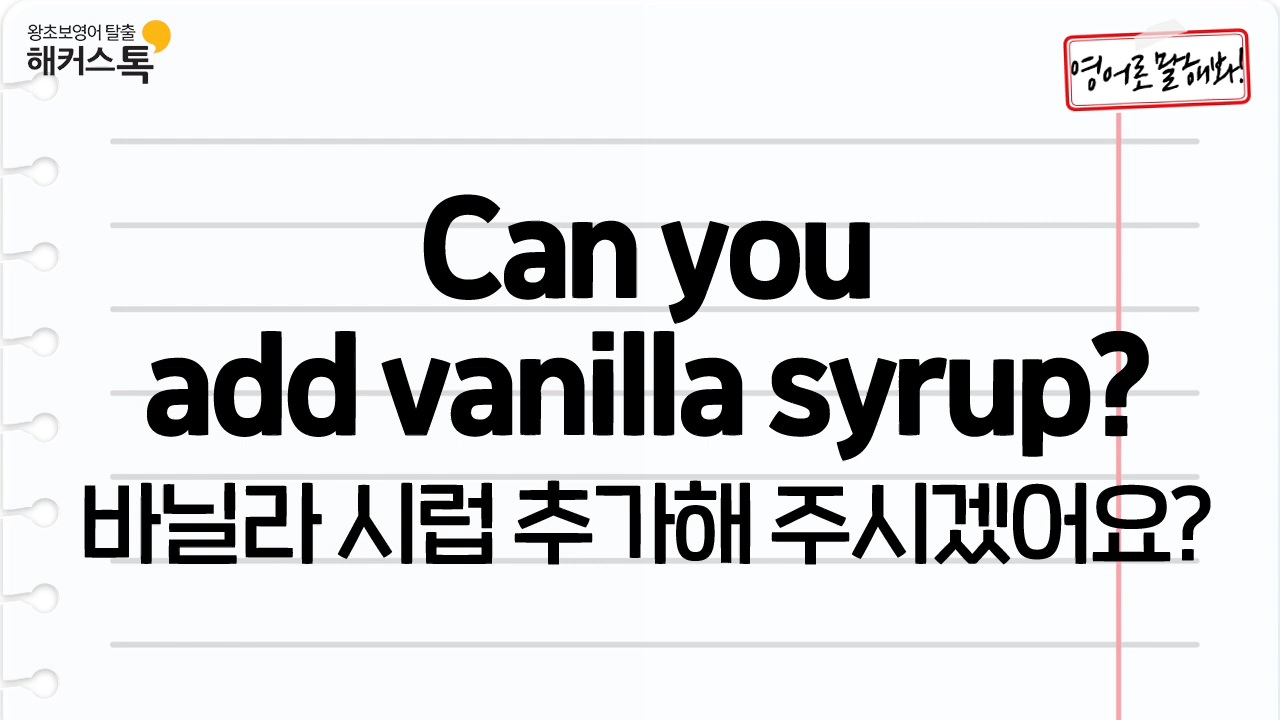 왕초보영어 탈출
해커스톡
영어로 말해봐!
Can you
add vanilla syrup?
바닐라 시럽 추가해 주시겠어요?